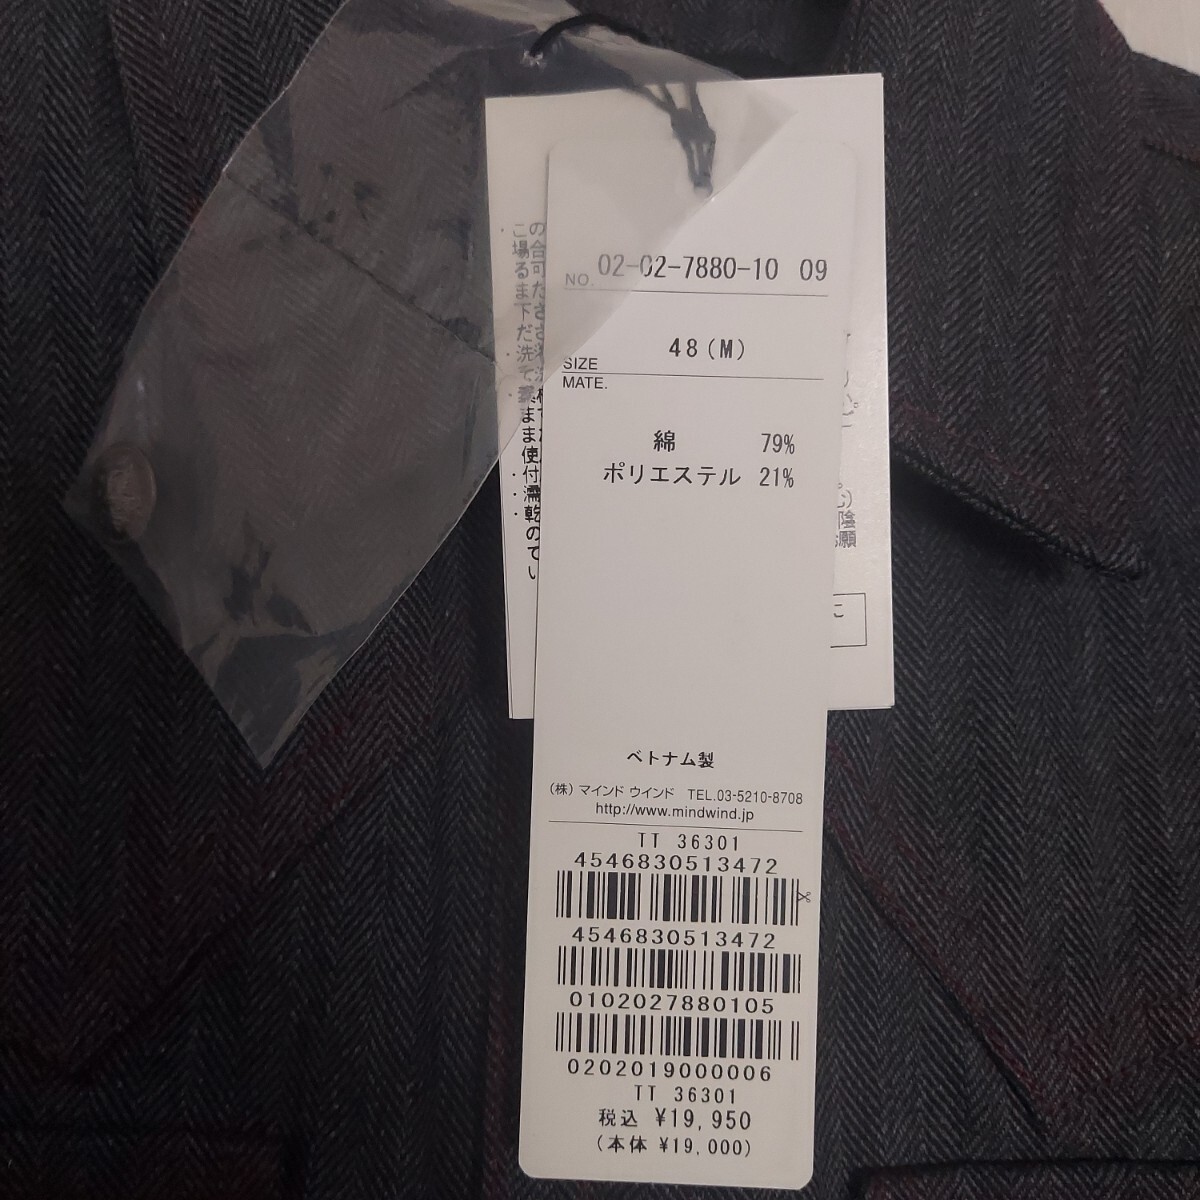 NO. 02-02-7880-10 09
SIZE 48(M)
MATE.
綿 79%
ポリエステル 21%
ベトナム製
(株) マインド ウインド TEL.03-5210-8708
http://www.mindwind.jp
TT 36301
4546830513472
4546830513472
0102027880105
0202019000006
TT 36301
税込 ¥19,950
(本体 ¥19,000)